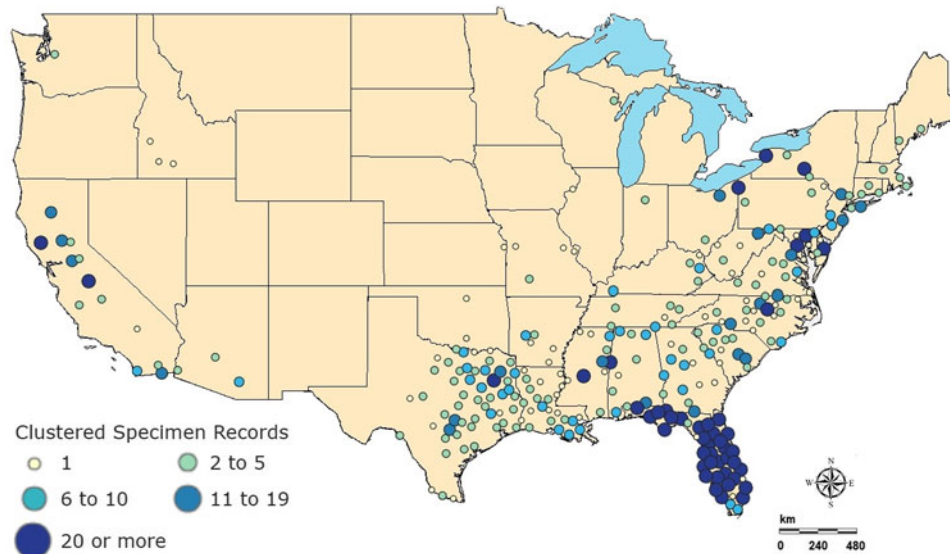 Clustered Specimen Records
1
2 to 5
6 to 10
11 to 19
20 or more
N
W
E
S
km
0 240 480